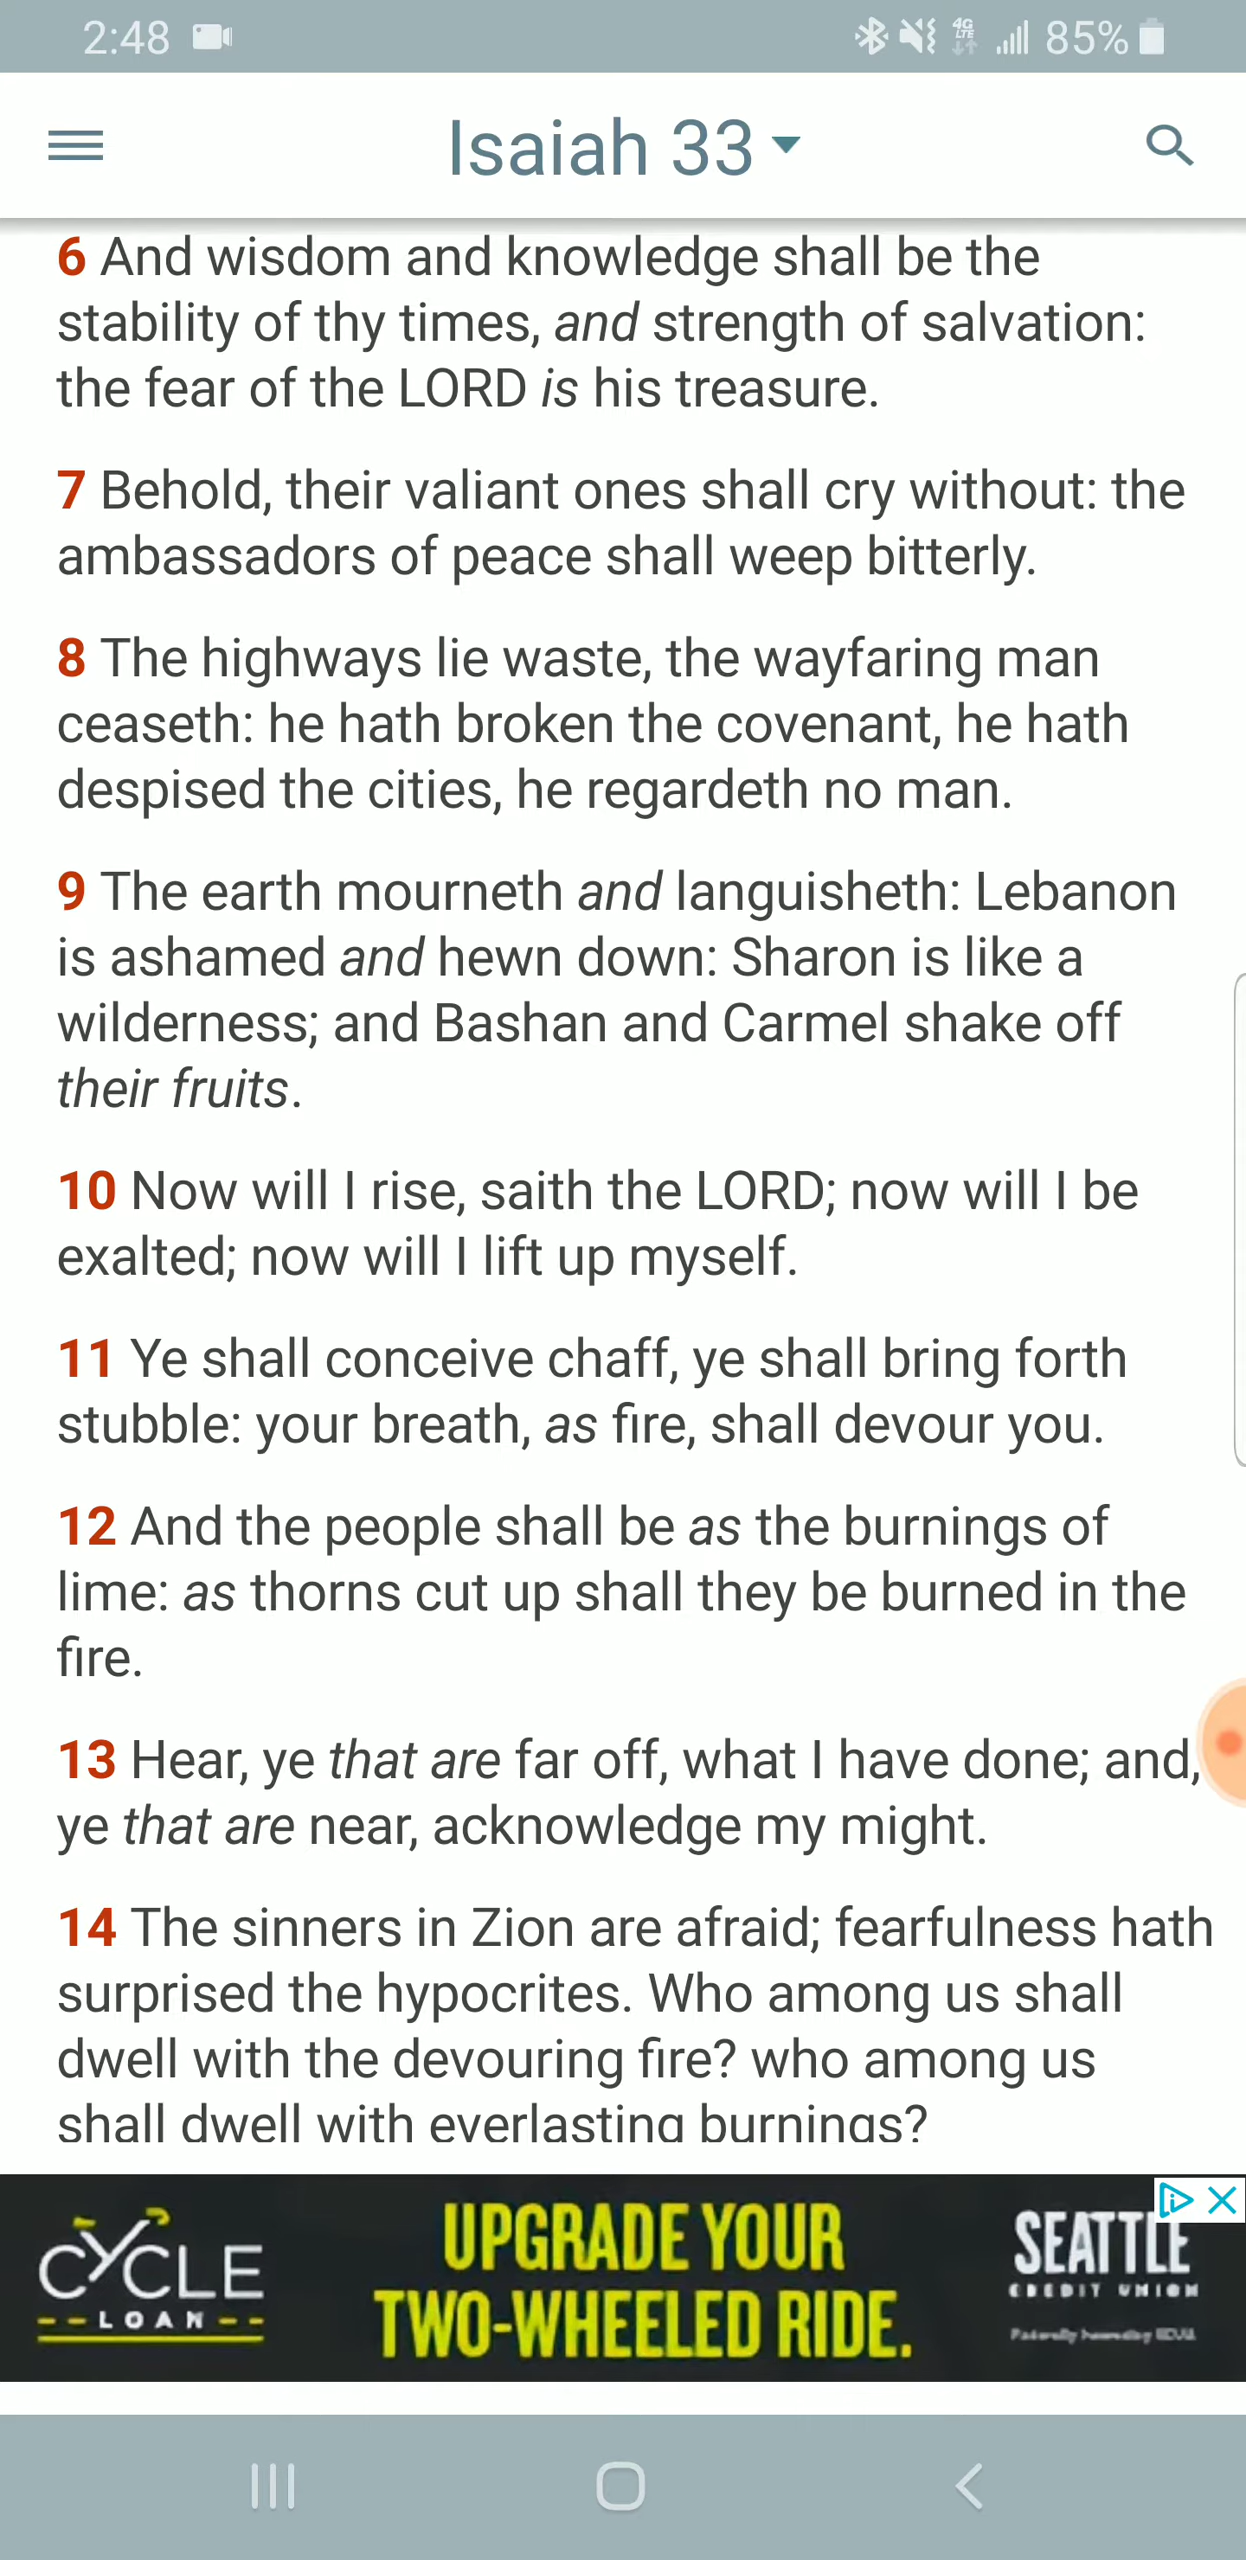 2:48
4G
LTE
85%
Isaiah 33
6 And wisdom and knowledge shall be the
stability of thy times, and strength of salvation:
the fear of the LORD is his treasure.
7 Behold, their valiant ones shall cry without: the
ambassadors of peace shall weep bitterly.
8 The highways lie waste, the wayfaring man
ceaseth: he hath broken the covenant, he hath
despised the cities, he regardeth no man.
9 The earth mourneth and languisheth: Lebanon
is ashamed and hewn down: Sharon is like a
wilderness; and Bashan and Carmel shake off
their fruits.
10 Now will I rise, saith the LORD; now will I be
exalted; now will I lift up myself.
11 Ye shall conceive chaff, ye shall bring forth
stubble: your breath, as fire, shall devour you.
12 And the people shall be as the burnings of
lime: as thorns cut up shall they be burned in the
fire.
13 Hear, ye that are far off, what I have done; and,
ye that are near, acknowledge my might.
14 The sinners in Zion are afraid; fearfulness hath
surprised the hypocrites. Who among us shall
dwell with the devouring fire? who among us
shall dwell with everlasting burnings?
CYCLE
LOAN
UPGRADE YOUR
TWO-WHEELED RIDE.
SEATTLE
CREDIT UNION